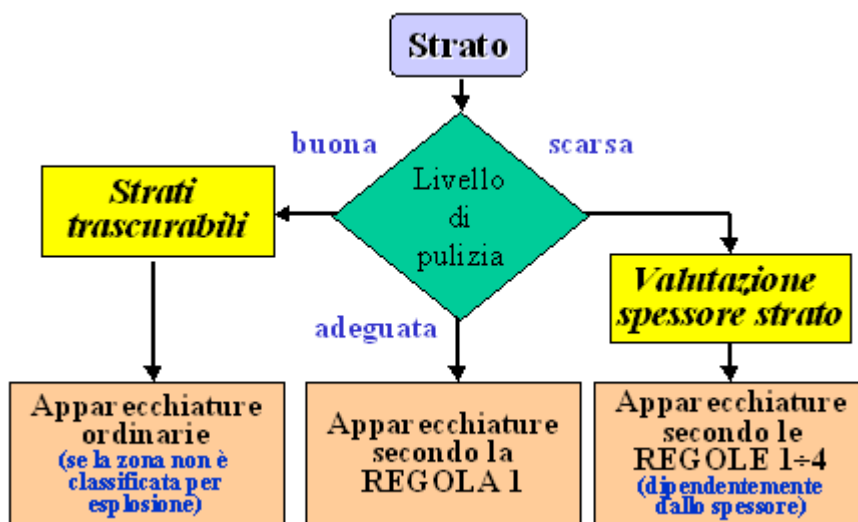 Strato
buona
scarsa
Livello
di
pulizia
Strati
trascurabili
Valutazione
spessore strato
adeguata
Apparecchiature
ordinarie
(se la zona non è
classificata per
esplosione)
Apparecchiature
secondo la
REGOLA 1
Apparecchiature
secondo le
REGOLE 1÷4
(dipendentemente
dallo spessore)